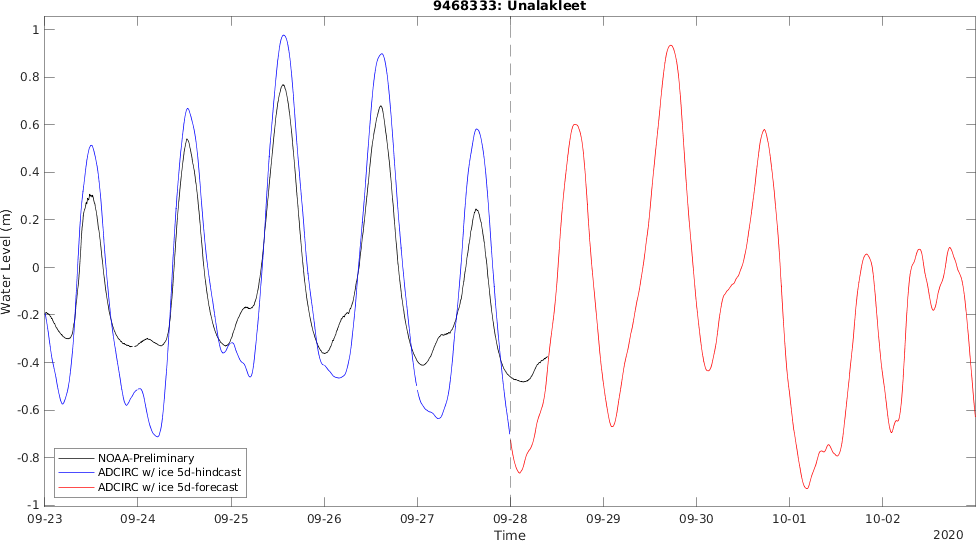 9468333: Unalakleet
Water Level (m)
1
0.8
0.6
0.4
0.2
0
-0.2
-0.4
-0.6
-0.8
-1
NOAA-Preliminary
ADCIRC w/ ice 5d-hindcast
ADCIRC w/ ice 5d-forecast
09-23 09-24 09-25 09-26 09-27 09-28 09-29 09-30 10-01 10-02
Time
2020